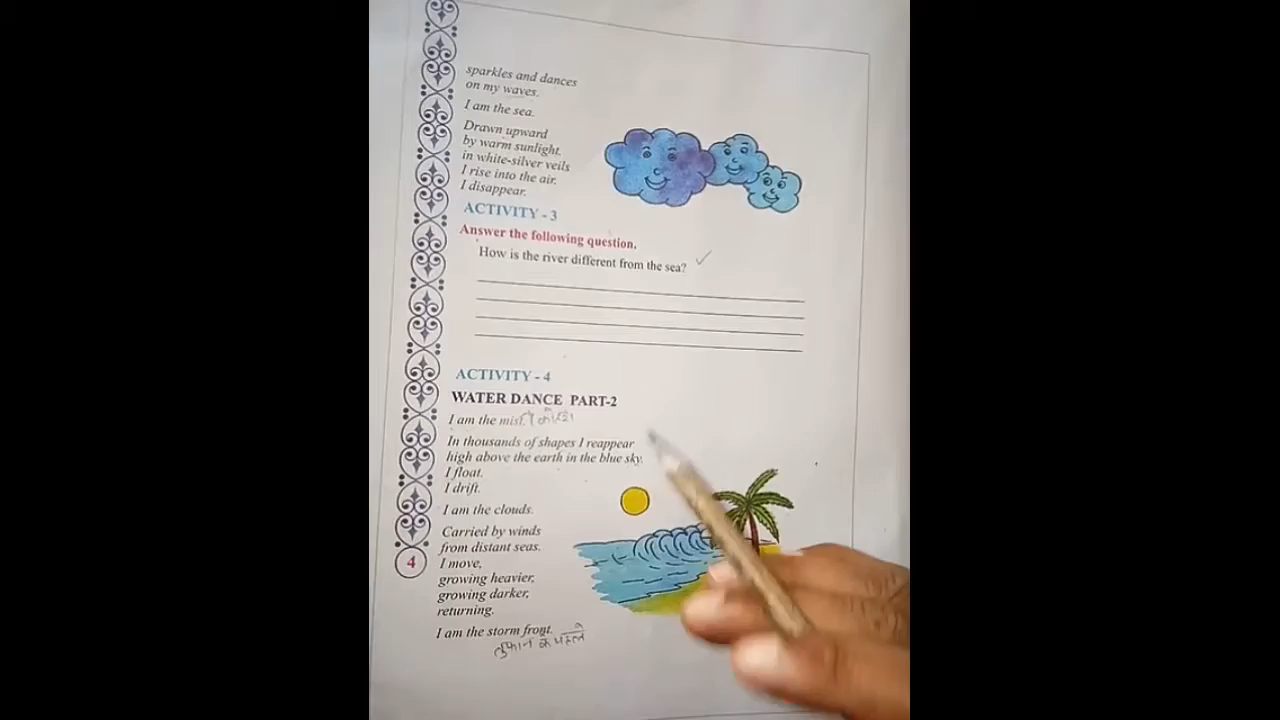 sparkles and dances
on my waves.
I am the sea.
Drawn upward
by warm sunlight,
in white-silver veils
I rise into the air.
I disappear.
ACTIVITY - 3
Answer the following question.
How is the river different from the sea?
ACTIVITY - 4
WATER DANCE PART-2
I am the mist.
In thousands of shapes I reappear
high above the earth in the blue sky.
I float.
I drift.
I am the clouds.
Carried by winds
from distant seas.
I move,
growing heavier,
growing darker,
returning.
I am the storm front.
तुफान के पहले
4